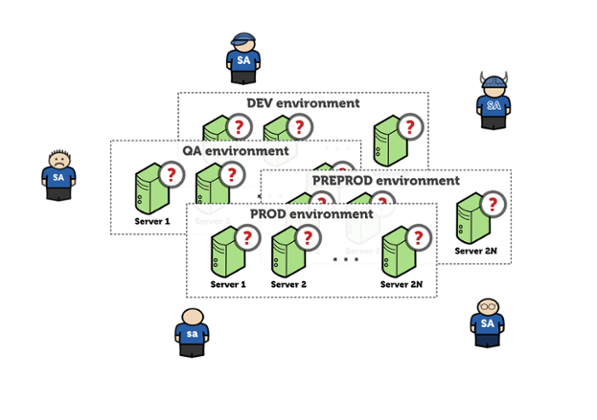 SA
SA
DEV environment
? ? ?
QA environment
? ?
Server 1
SA
PREPROD environment
?
Server 2N
PROD environment
? ? ?
Server 1 Server 2 ... Server 2N
sa
SA